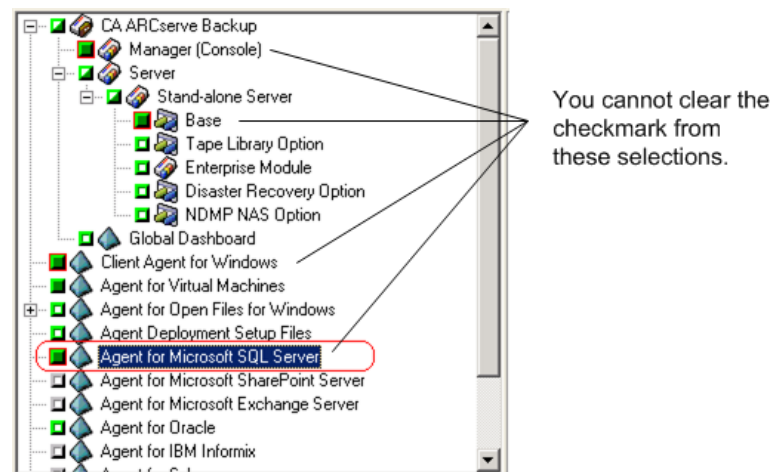 CA ARCserve Backup
Manager (Console)
Server
Stand-alone Server
Base
Tape Library Option
Enterprise Module
Disaster Recovery Option
NDMP NAS Option
Global Dashboard
Client Agent for Windows
Agent for Virtual Machines
Agent for Open Files for Windows
Agent Deployment Setup Files
Agent for Microsoft SQL Server
Agent for Microsoft SharePoint Server
Agent for Microsoft Exchange Server
Agent for Oracle
Agent for IBM Informix
You cannot clear the
checkmark from
these selections.